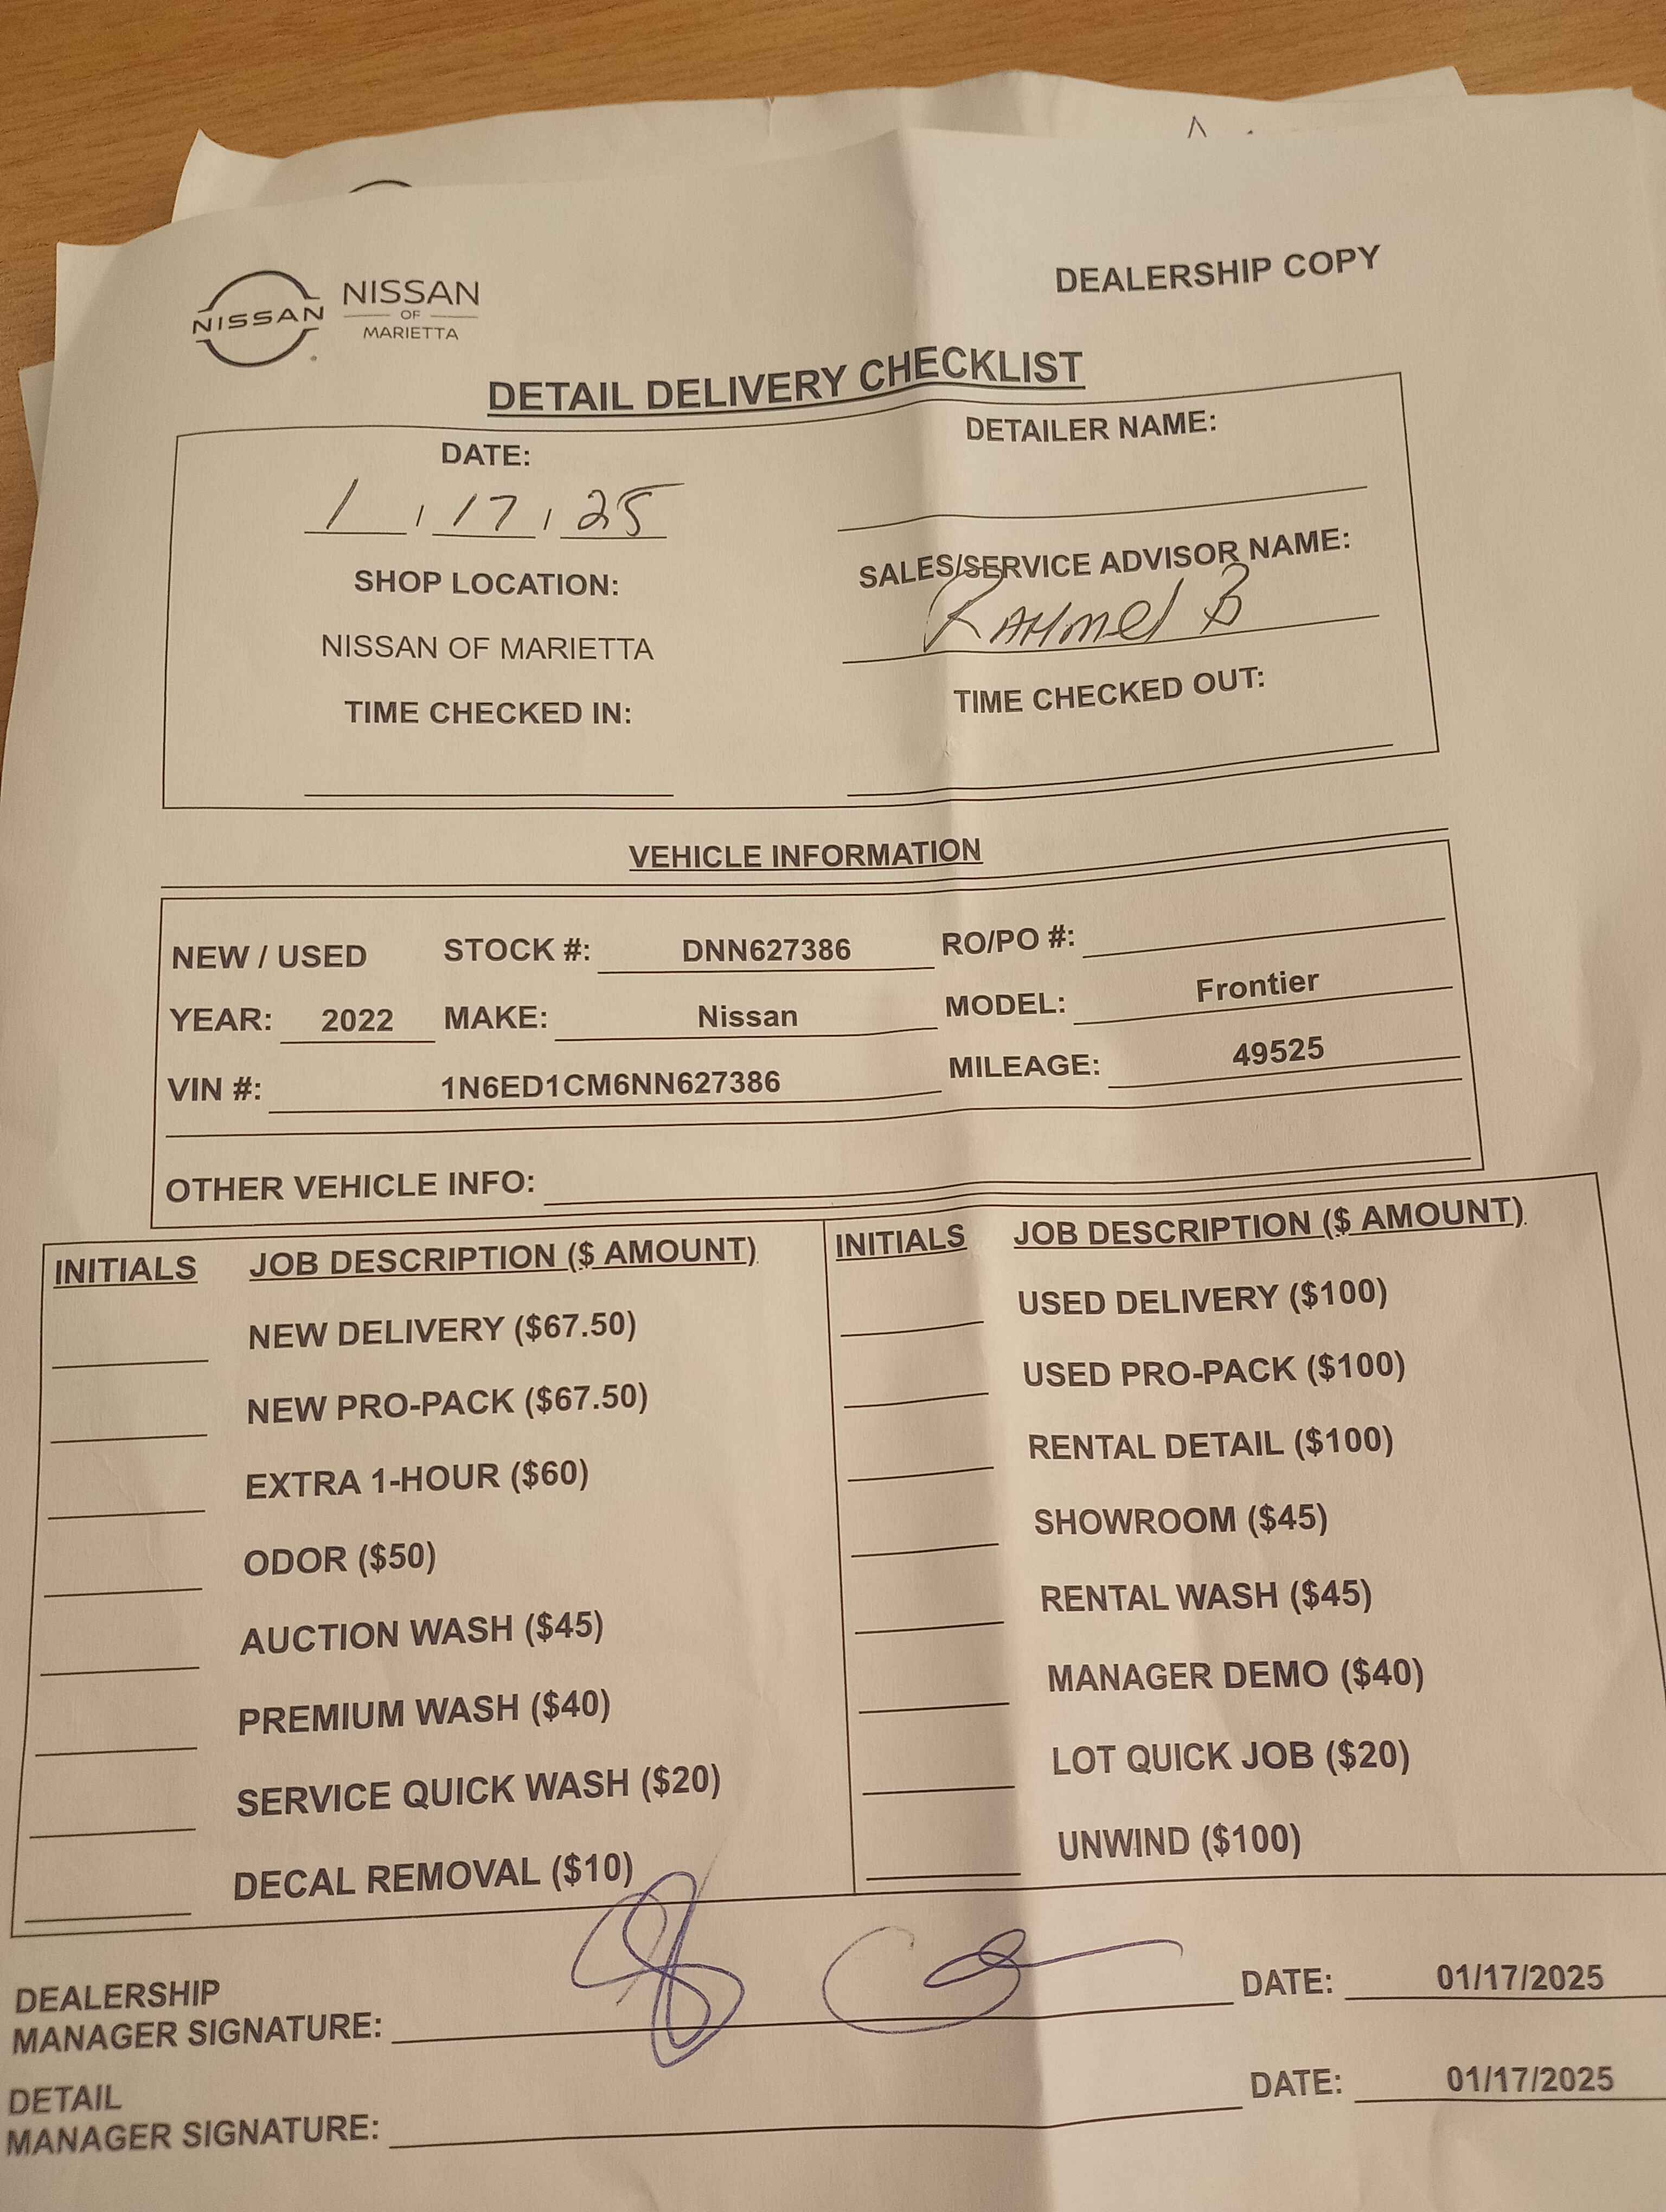 NISSAN
NISSAN
OF
MARIETTA
DEALERSHIP COPY
DETAIL DELIVERY CHECKLIST
DATE:
1 / 17 / 25
DETAILER NAME:
SHOP LOCATION:
NISSAN OF MARIETTA
SALES/SERVICE ADVISOR NAME:
RAHmel B
TIME CHECKED IN:
TIME CHECKED OUT:
VEHICLE INFORMATION
NEW / USED STOCK #: DNN627386 RO/PO #:
YEAR: 2022 MAKE: Nissan MODEL: Frontier
VIN #: 1N6ED1CM6NN627386 MILEAGE: 49525
OTHER VEHICLE INFO:
INITIALS JOB DESCRIPTION ($ AMOUNT)
NEW DELIVERY ($67.50)
NEW PRO-PACK ($67.50)
EXTRA 1-HOUR ($60)
ODOR ($50)
AUCTION WASH ($45)
PREMIUM WASH ($40)
SERVICE QUICK WASH ($20)
DECAL REMOVAL ($10)
INITIALS JOB DESCRIPTION ($ AMOUNT)
USED DELIVERY ($100)
USED PRO-PACK ($100)
RENTAL DETAIL ($100)
SHOWROOM ($45)
RENTAL WASH ($45)
MANAGER DEMO ($40)
LOT QUICK JOB ($20)
UNWIND ($100)
DEALERSHIP
MANAGER SIGNATURE: DATE: 01/17/2025
DETAIL
MANAGER SIGNATURE: DATE: 01/17/2025